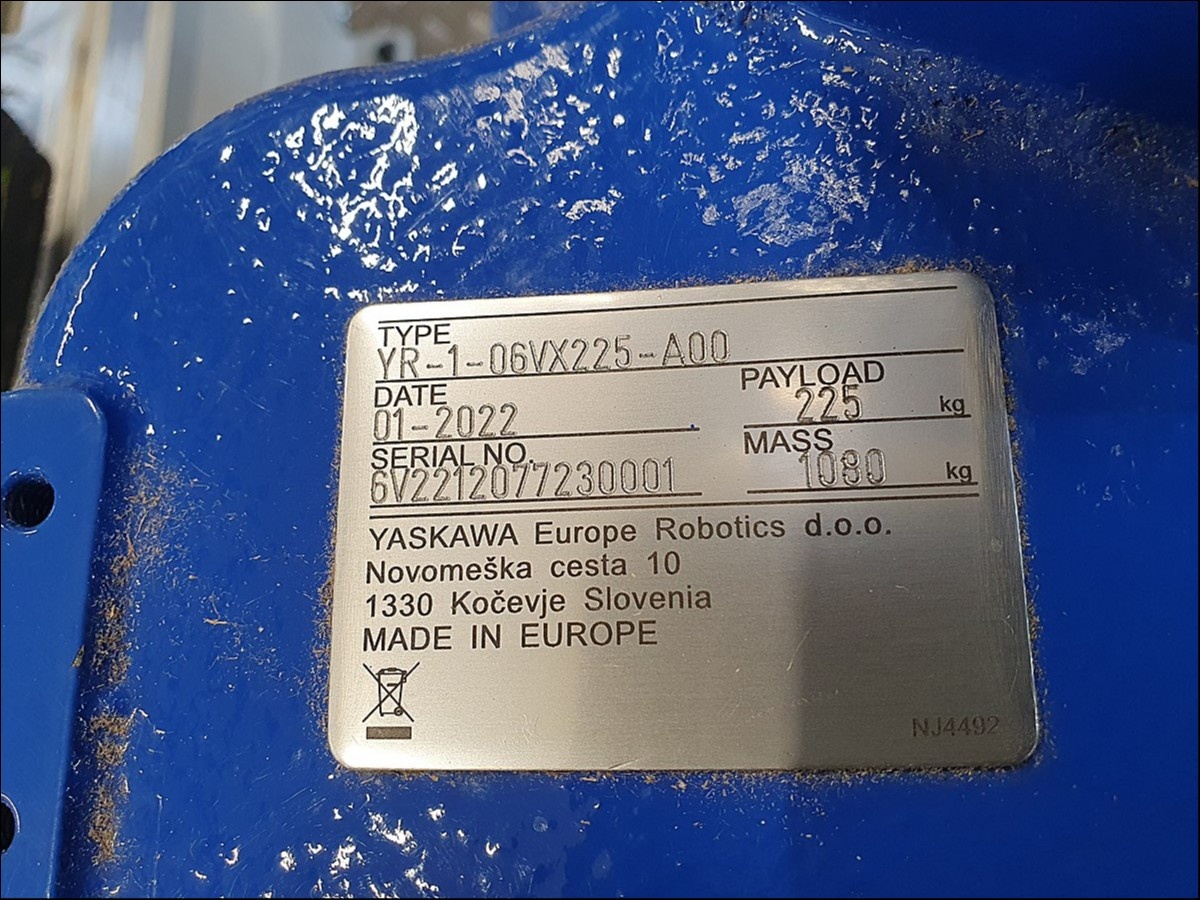 TYPE
YR-1-06VX225-A00
DATE
01-2022
PAYLOAD
225 kg
SERIAL NO.
6V2212077230001
MASS
1080 kg
YASKAWA Europe Robotics d.o.o.
Novomeška cesta 10
1330 Kočevje Slovenia
MADE IN EUROPE
NJ4492